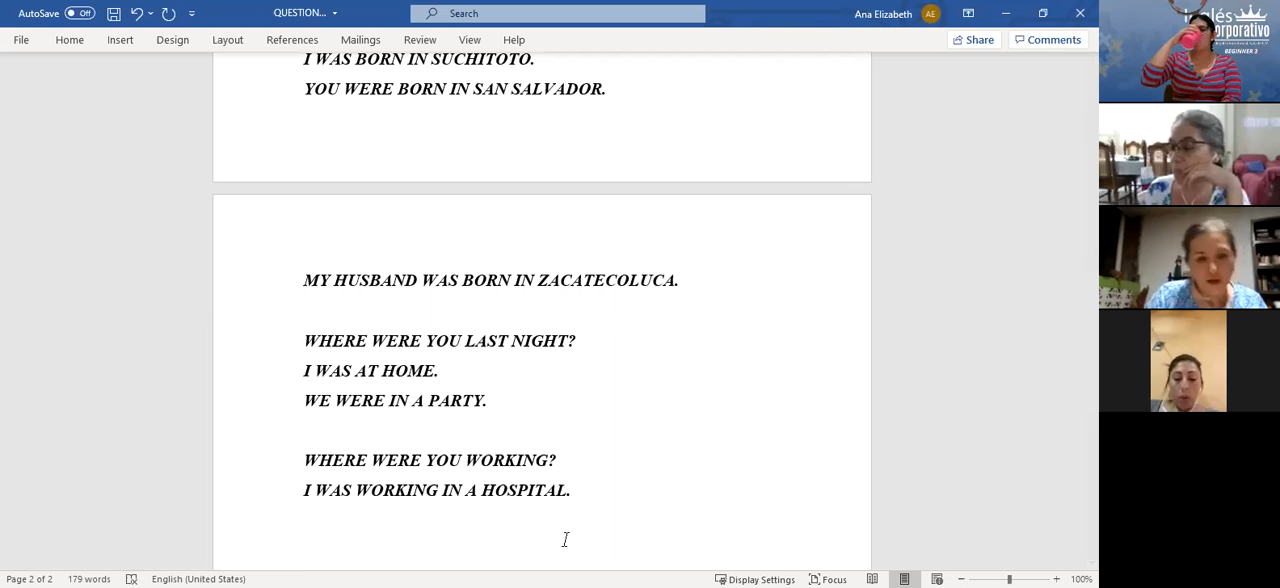 AutoSave Off QUESTION... Search Ana Elizabeth AE
File Home Insert Design Layout References Mailings Review View Help Share Comments
I WAS BORN IN SUCHITOTO.
YOU WERE BORN IN SAN SALVADOR.
MY HUSBAND WAS BORN IN ZACATECOLUCA.
WHERE WERE YOU LAST NIGHT?
I WAS AT HOME.
WE WERE IN A PARTY.
WHERE WERE YOU WORKING?
I WAS WORKING IN A HOSPITAL.
Page 2 of 2 179 words English (United States) Display Settings Focus 100%
BEGINNER 3